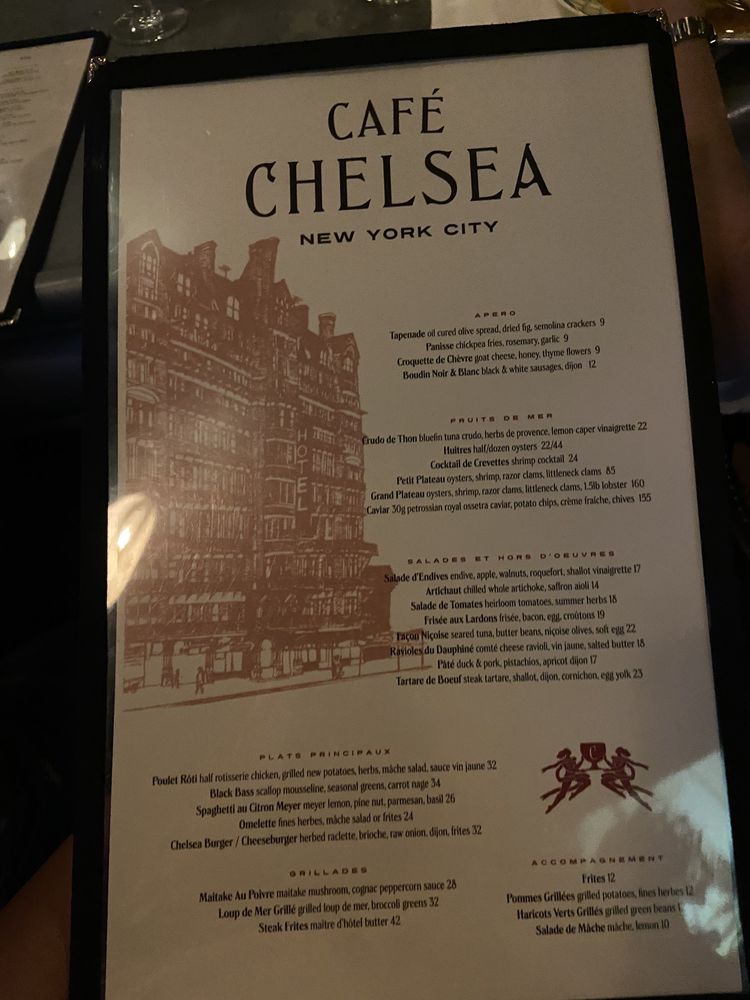 CAFÉ
CHELSEA
NEW YORK CITY
HOTEL
APERO
Tapenade oil cured olive spread, dried fig, semolina crackers 9
Panisse chickpea fries, rosemary, garlic 9
Croquette de Chèvre goat cheese, honey, thyme flowers 9
Boudin Noir & Blanc black & white sausages, dijon 12
FRUITS DE MER
Crudo de Thon bluefin tuna crudo, herbs de provence, lemon caper vinaigrette 22
Huîtres half/dozen oysters 22/44
Cocktail de Crevettes shrimp cocktail 24
Petit Plateau oysters, shrimp, razor clams, littleneck clams 85
Grand Plateau oysters, shrimp, razor clams, littleneck clams, 1.5lb lobster 160
Caviar 30g petrossian royal ossetra caviar, potato chips, crème fraîche, chives 155
SALADES ET HORS D'OEUVRES
Salade d'Endives endive, apple, walnuts, roquefort, shallot vinaigrette 17
Artichaut chilled whole artichoke, saffron aioli 14
Salade de Tomates heirloom tomatoes, summer herbs 18
Frisée aux Lardons frisée, bacon, egg, croûtons 19
Façon Niçoise seared tuna, butter beans, niçoise olives, soft egg 22
Ravioles du Dauphiné comté cheese ravioli, vin jaune, salted butter 18
Pâté duck & pork, pistachios, apricot dijon 17
Tartare de Boeuf steak tartare, shallot, dijon, cornichon, egg yolk 23
PLATS PRINCIPAUX
Poulet Rôti half rotisserie chicken, grilled new potatoes, herbs, mâche salad, sauce vin jaune 32
Black Bass scallop mousseline, seasonal greens, carrot nage 34
Spaghetti au Citron Meyer meyer lemon, pine nut, parmesan, basil 26
Omelette fines herbes, mâche salad or frites 24
Chelsea Burger / Cheeseburger herbed raclette, brioche, raw onion, dijon, frites 32
GRILLADES
Maitake Au Poivre maitake mushroom, cognac peppercorn sauce 28
Loup de Mer Grillé grilled loup de mer, broccoli greens 32
Steak Frites maitre d'hôtel butter 42
C
ACCOMPAGNEMENT
Frites 12
Pommes Grillées grilled potatoes, fines herbes 12
Haricots Verts Grillés grilled green beans
Salade de Mâche mâche, lemon 10